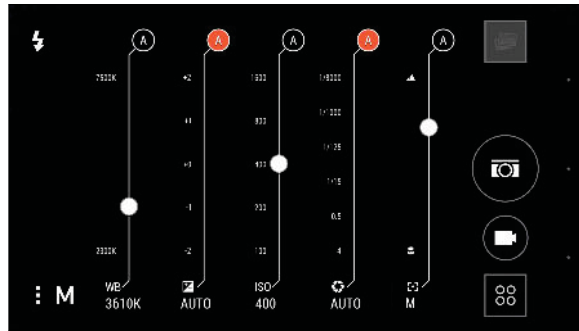 A A A A A
7500K +2 1600 1/8000
1/1000
+1 800
1/125
+0 400
1/15
-1 200
0.5
2300K -2 100 4
M WB ISO
3610K AUTO 400 AUTO M